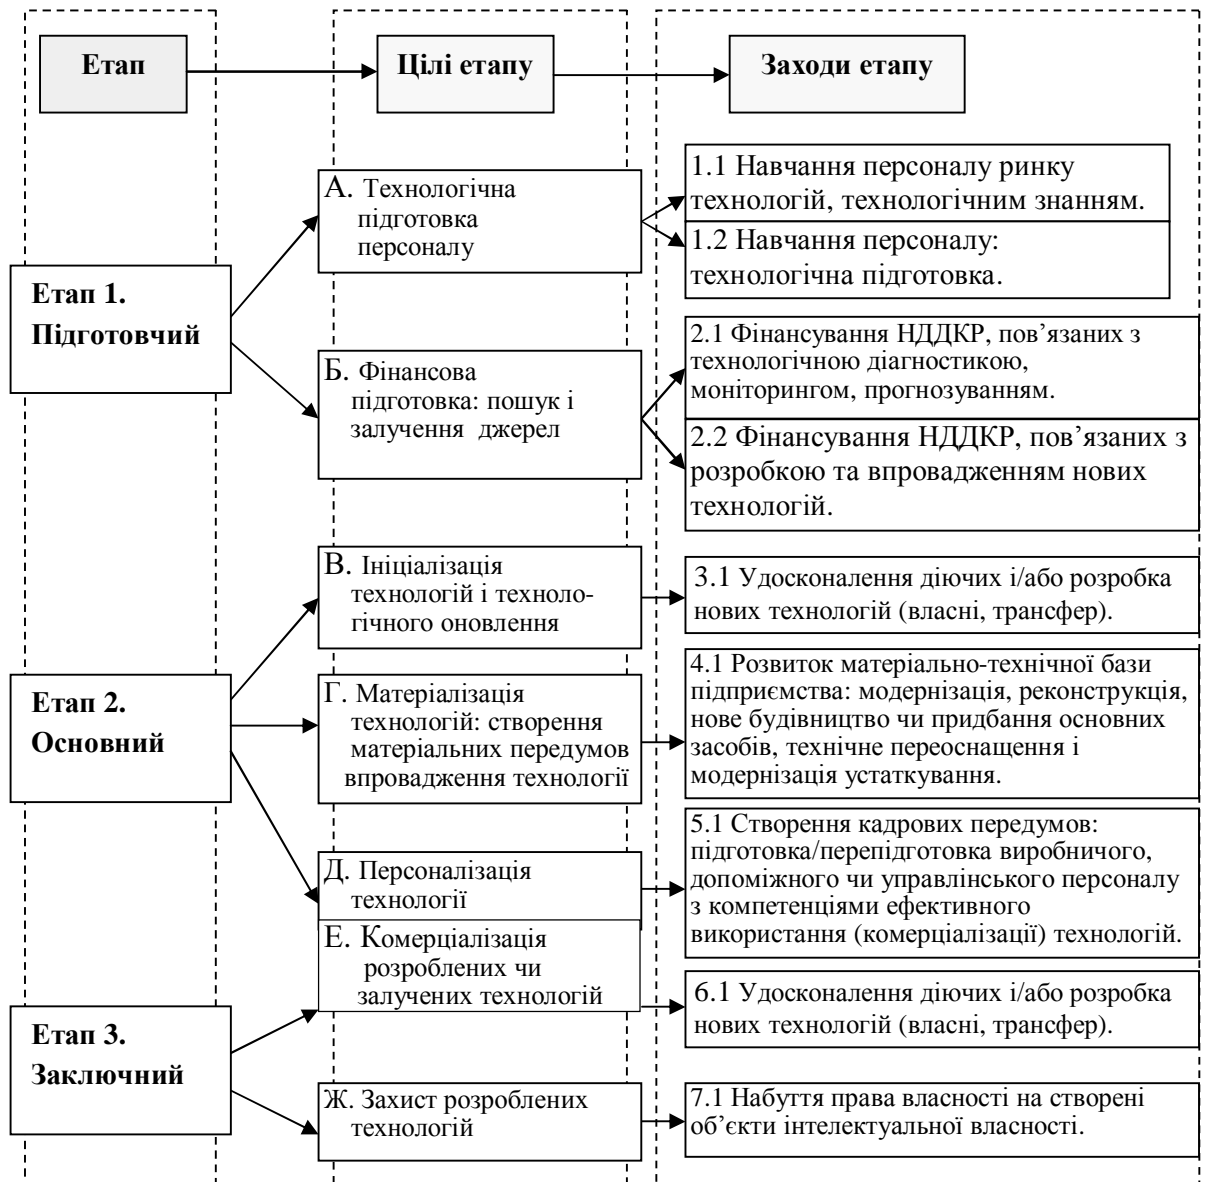 Етап
Цілі етапу
Заходи етапу
Етап 1.
Підготовчий
А. Технологічна
підготовка
персоналу
1.1 Навчання персоналу ринку
технологій, технологічним знанням.
1.2 Навчання персоналу:
технологічна підготовка.
Б. Фінансова
підготовка: пошук і
залучення джерел
2.1 Фінансування НДДКР, пов’язаних з
технологічною діагностикою,
моніторингом, прогнозуванням.
2.2 Фінансування НДДКР, пов’язаних з
розробкою та впровадженням нових
технологій.
Етап 2.
Основний
В. Ініціалізація
технологій і техноло-
гічного оновлення
3.1 Удосконалення діючих і/або розробка
нових технологій (власні, трансфер).
Г. Матеріалізація
технологій: створення
матеріальних передумов
впровадження технології
4.1 Розвиток матеріально-технічної бази
підприємства: модернізація, реконструкція,
нове будівництво чи придбання основних
засобів, технічне переоснащення і
модернізація устаткування.
Д. Персоналізація
технології
5.1 Створення кадрових передумов:
підготовка/перепідготовка виробничого,
допоміжного чи управлінського персоналу
з компетенціями ефективного
використання (комерціалізації) технологій.
Етап 3.
Заключний
Е. Комерціалізація
розроблених чи
залучених технологій
6.1 Удосконалення діючих і/або розробка
нових технологій (власні, трансфер).
Ж. Захист розроблених
технологій
7.1 Набуття права власності на створені
об’єкти інтелектуальної власності.